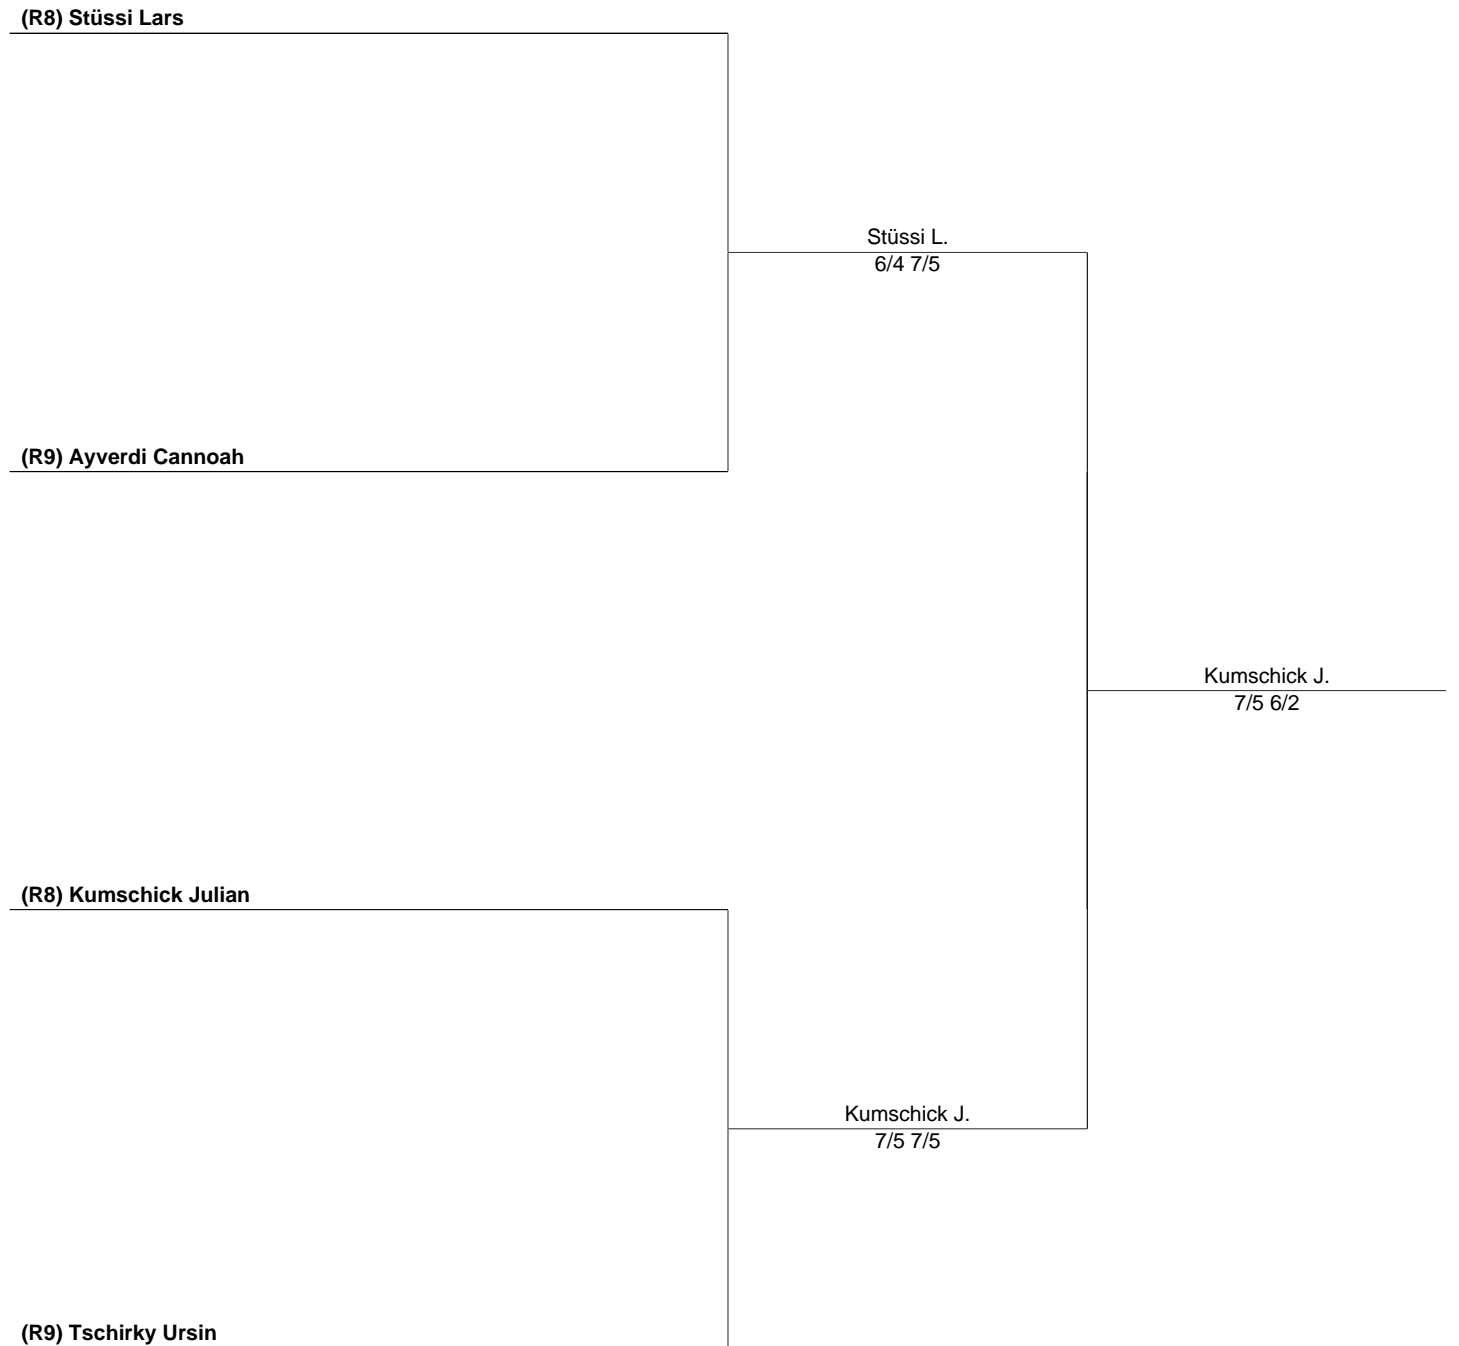 (R8) Stüssi Lars
Stüssi L.
6/4 7/5
(R9) Ayverdi Cannoah
Kumschick J.
7/5 6/2
(R8) Kumschick Julian
Kumschick J.
7/5 7/5
(R9) Tschirky Ursin